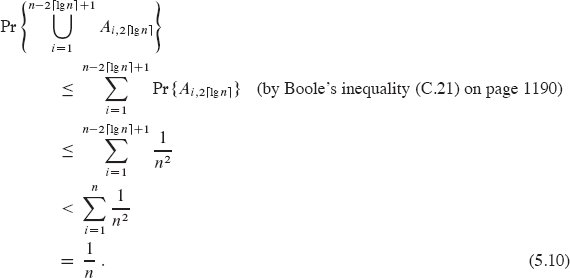 Pr { ⋃_{i=1}^{n−2⌈lg n⌉+1} A_{i,2⌈lg n⌉} }
≤ ∑_{i=1}^{n−2⌈lg n⌉+1} Pr{A_{i,2⌈lg n⌉}} (by Boole's inequality (C.21) on page 1190)
≤ ∑_{i=1}^{n−2⌈lg n⌉+1} 1/n²
< ∑_{i=1}^{n} 1/n²
= 1/n . (5.10)